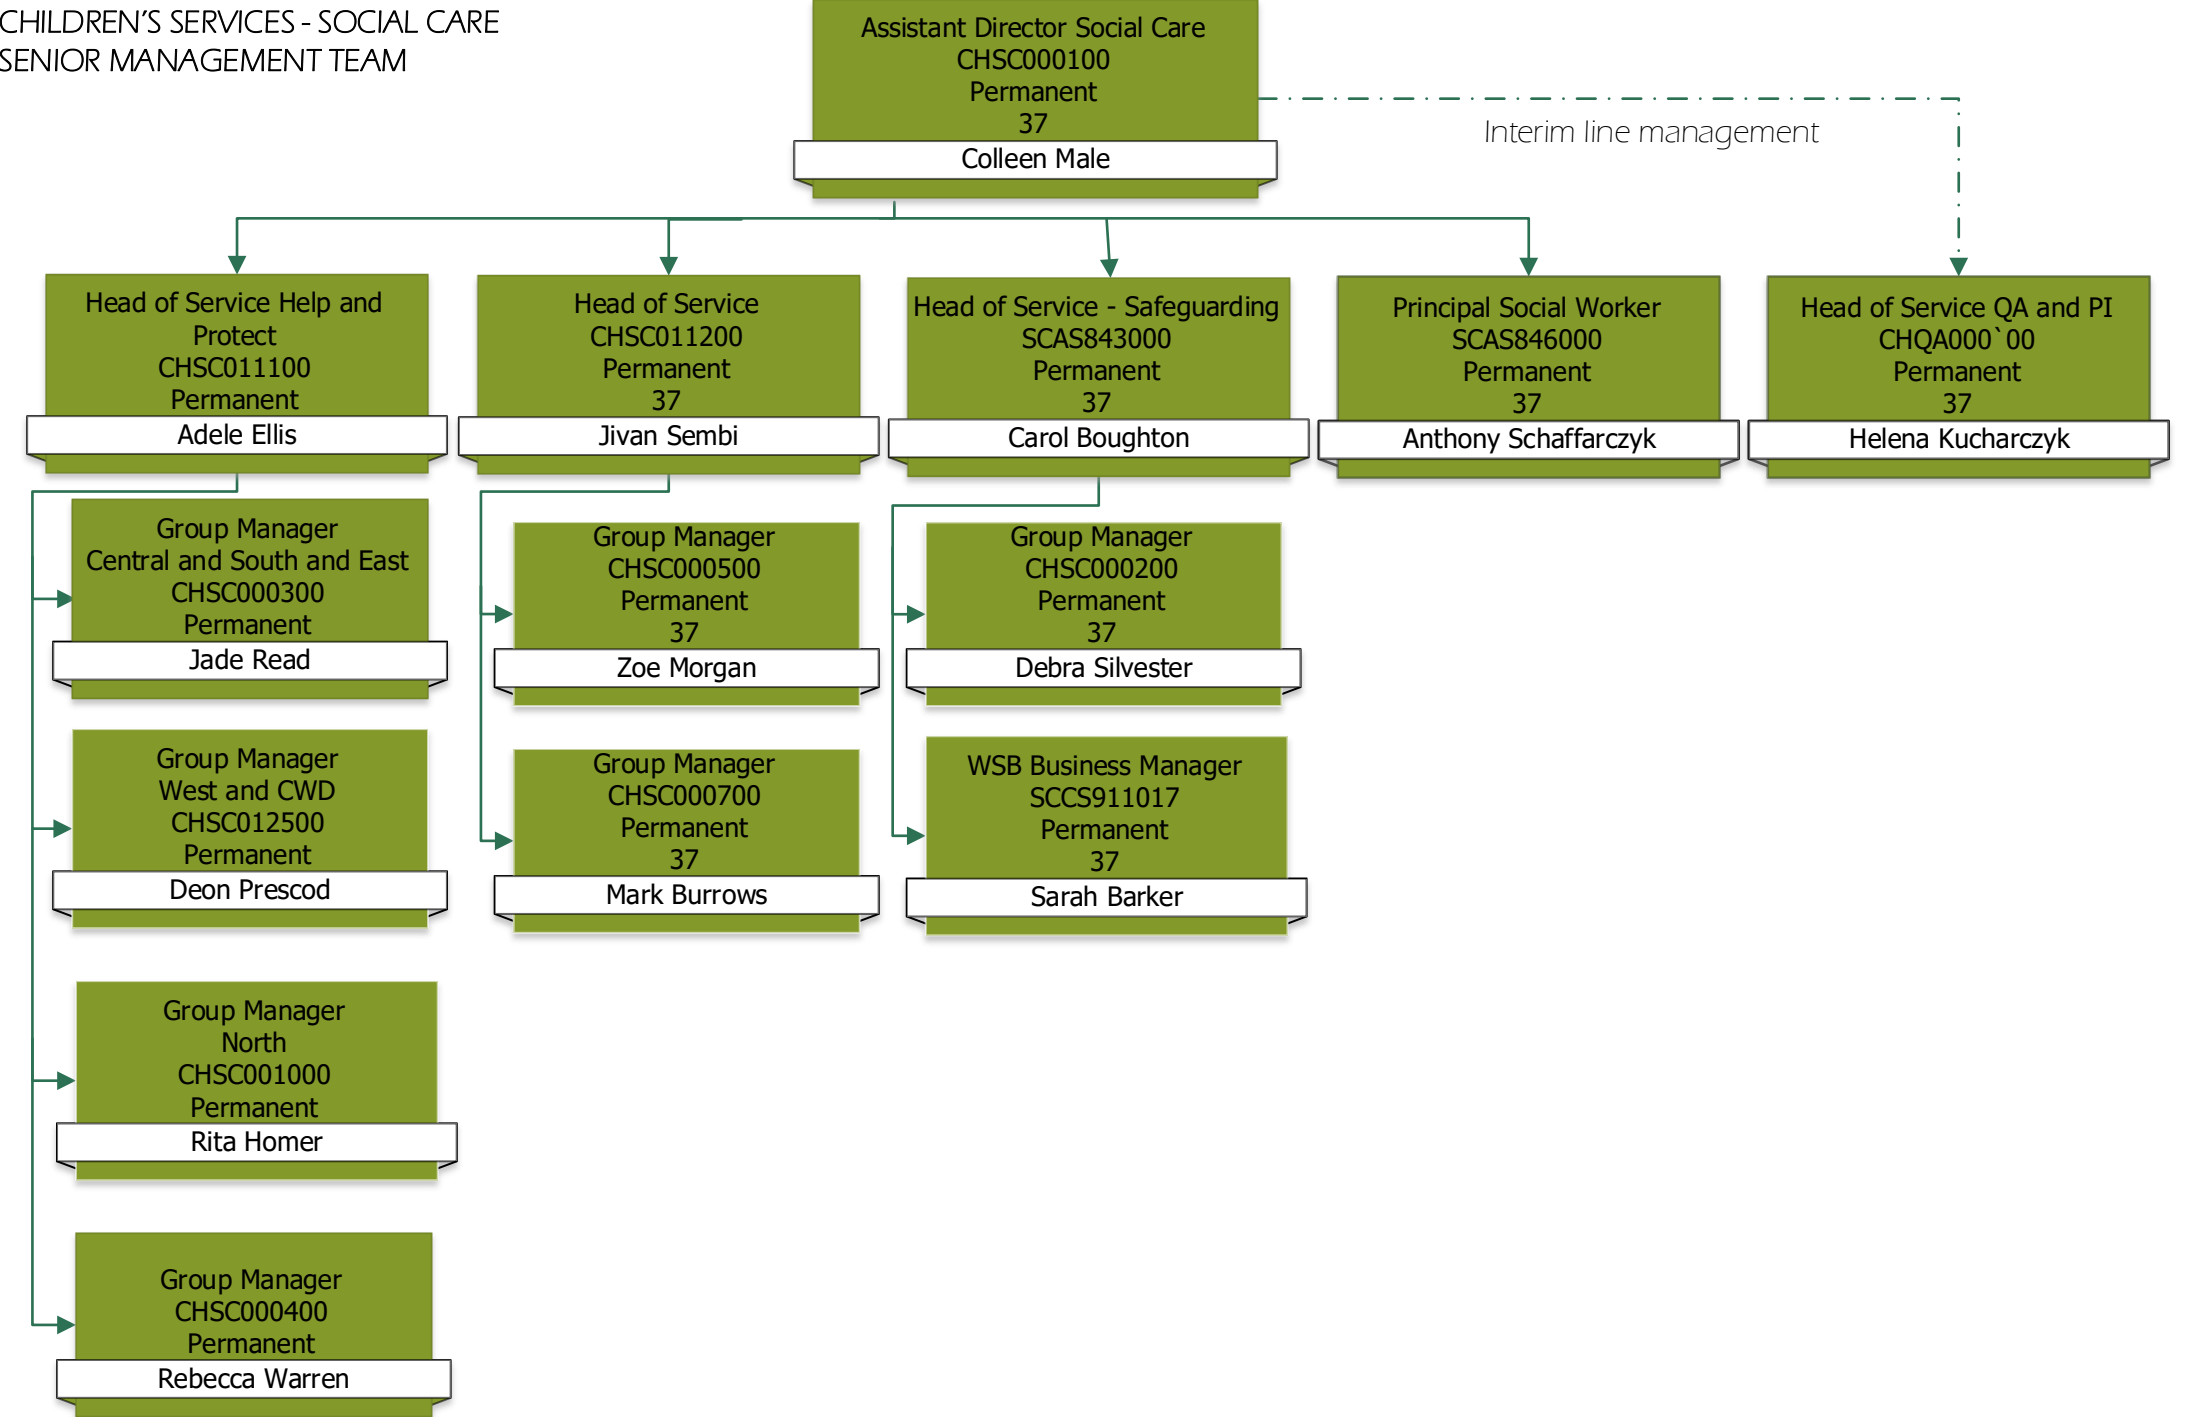 CHILDREN'S SERVICES - SOCIAL CARE
SENIOR MANAGEMENT TEAM
Assistant Director Social Care
CHSC000100
Permanent
37
Colleen Male
Interim line management
Head of Service Help and
Protect
CHSC011100
Permanent
Adele Ellis
Head of Service
CHSC011200
Permanent
37
Jivan Sembi
Head of Service - Safeguarding
SCAS843000
Permanent
37
Carol Boughton
Principal Social Worker
SCAS846000
Permanent
37
Anthony Schaffarczyk
Head of Service QA and PI
CHQA000`00
Permanent
37
Helena Kucharczyk
Group Manager
Central and South and East
CHSC000300
Permanent
Jade Read
Group Manager
CHSC000500
Permanent
37
Zoe Morgan
Group Manager
CHSC000200
Permanent
37
Debra Silvester
Group Manager
West and CWD
CHSC012500
Permanent
Deon Prescod
Group Manager
CHSC000700
Permanent
37
Mark Burrows
WSB Business Manager
SCCS911017
Permanent
37
Sarah Barker
Group Manager
North
CHSC001000
Permanent
Rita Homer
Group Manager
CHSC000400
Permanent
Rebecca Warren